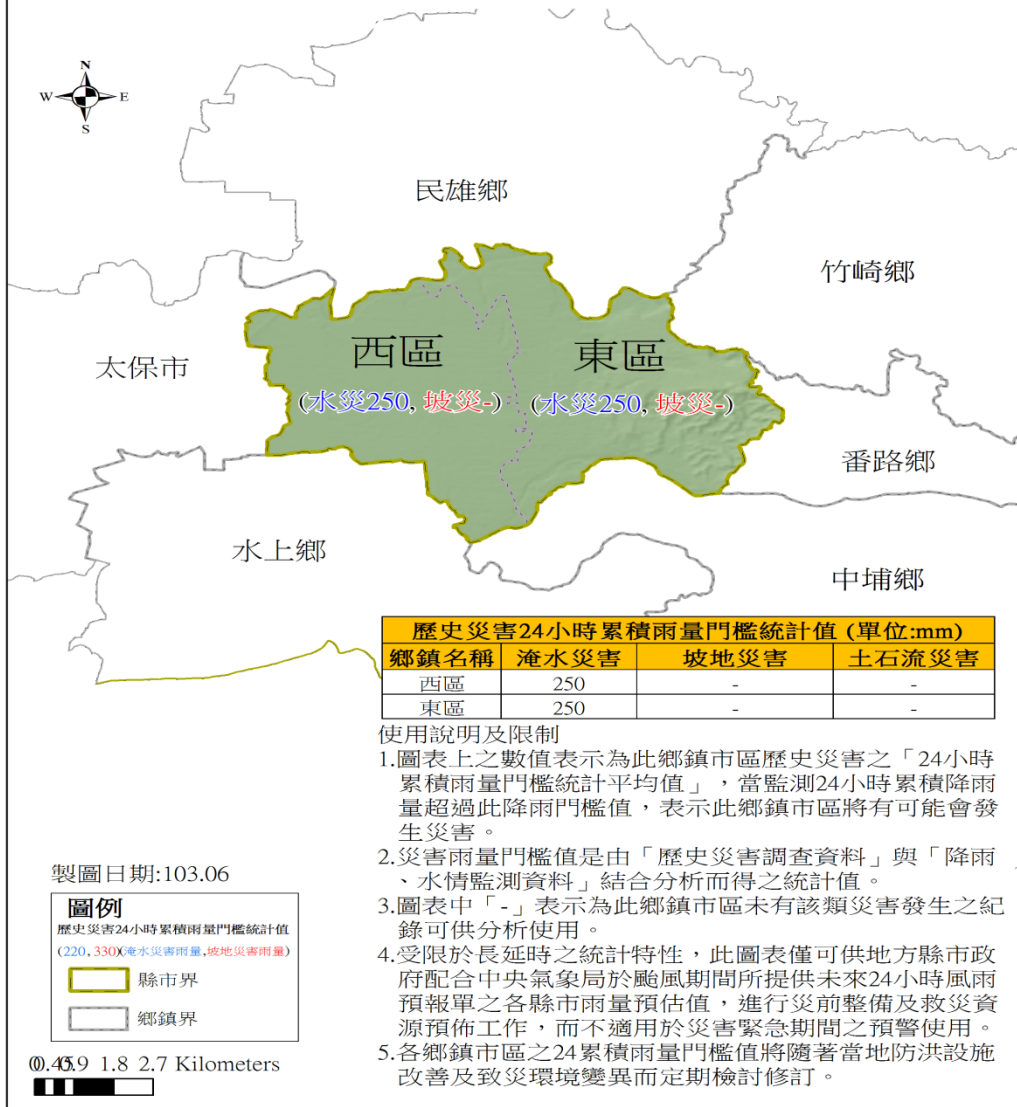 N
W E
S
民雄鄉
竹崎鄉
西區
東區
太保市
(水災250, 坡災-)
(水災250, 坡災-)
番路鄉
水上鄉
中埔鄉
歷史災害24小時累積雨量門檻統計值 (單位:mm)
鄉鎮名稱 淹水災害 坡地災害 土石流災害
西區 250 - -
東區 250 - -
使用說明及限制
1.圖表上之數值表示為此鄉鎮市區歷史災害之「24小時
累積雨量門檻統計平均值」，當監測24小時累積降雨
量超過此降雨門檻值，表示此鄉鎮市區將有可能會發
生災害。
2.災害雨量門檻值是由「歷史災害調查資料」與「降雨
、水情監測資料」結合分析而得之統計值。
3.圖表中「-」表示為此鄉鎮市區未有該類災害發生之紀
錄可供分析使用。
4.受限於長延時之統計特性，此圖表僅可供地方縣市政
府配合中央氣象局於颱風期間所提供未來24小時風雨
預報單之各縣市雨量預估值，進行災前整備及救災資
源預佈工作，而不適用於災害緊急期間之預警使用。
5.各鄉鎮市區之24累積雨量門檻值將隨著當地防洪設施
改善及致災環境變異而定期檢討修訂。
製圖日期:103.06
圖例
歷史災害24小時累積雨量門檻統計值
(220, 330)(淹水災害雨量,坡地災害雨量)
縣市界
鄉鎮界
0 0.45 0.9 1.8 2.7 Kilometers